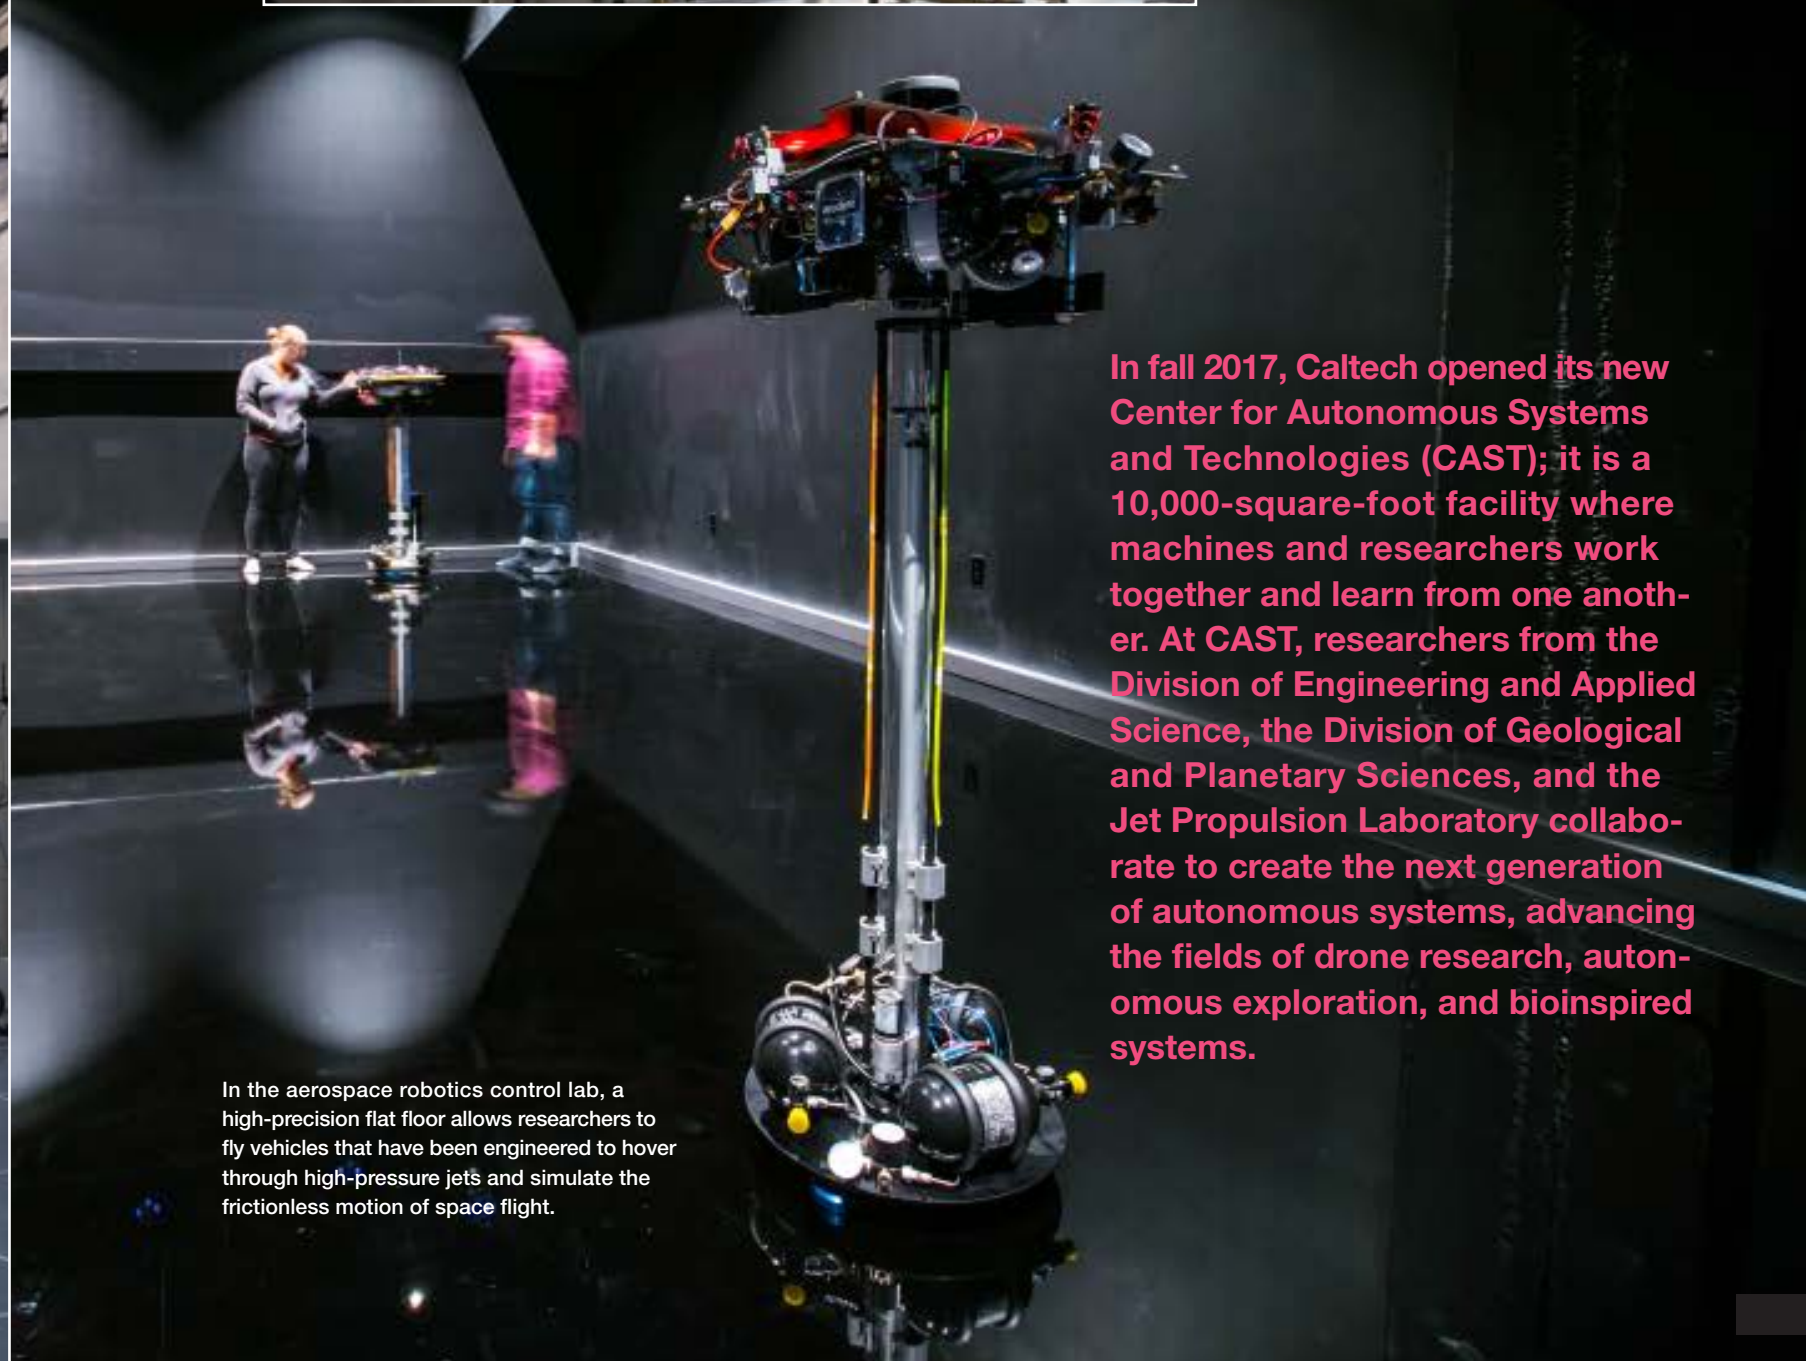 In fall 2017, Caltech opened its new
Center for Autonomous Systems
and Technologies (CAST); it is a
10,000-square-foot facility where
machines and researchers work
together and learn from one anoth-
er. At CAST, researchers from the
Division of Engineering and Applied
Science, the Division of Geological
and Planetary Sciences, and the
Jet Propulsion Laboratory collabo-
rate to create the next generation
of autonomous systems, advancing
the fields of drone research, auton-
omous exploration, and bioinspired
systems.
In the aerospace robotics control lab, a
high-precision flat floor allows researchers to
fly vehicles that have been engineered to hover
through high-pressure jets and simulate the
frictionless motion of space flight.